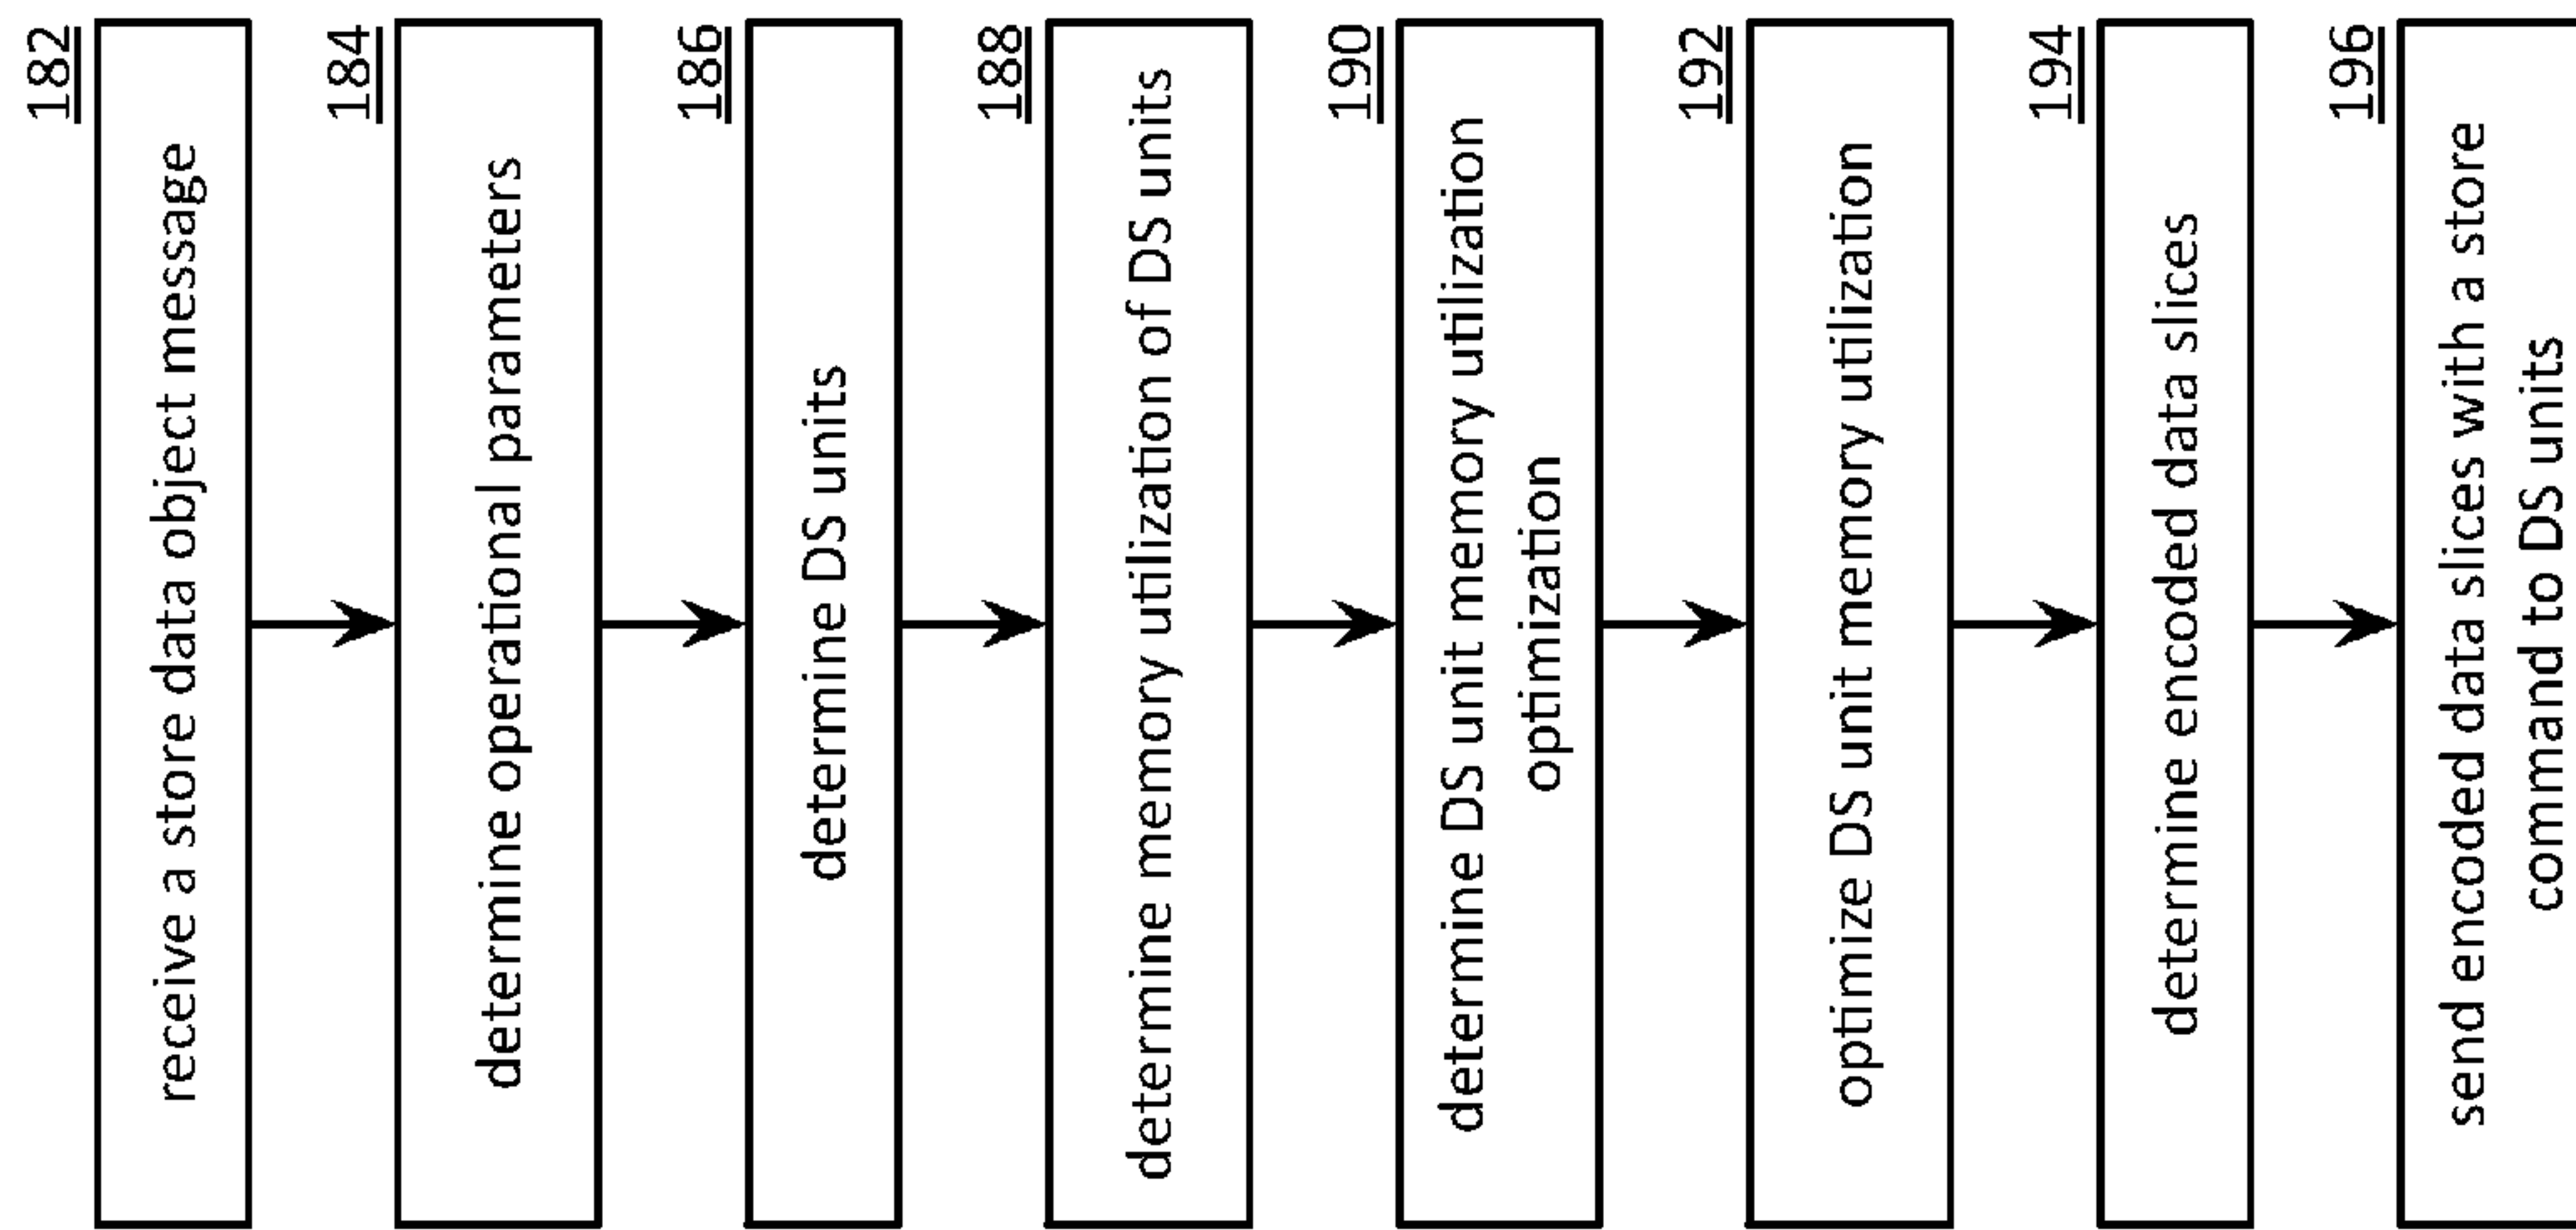 182
receive a store data object message
184
determine operational parameters
186
determine DS units
188
determine memory utilization of DS units
190
determine DS unit memory utilization
optimization
192
optimize DS unit memory utilization
194
determine encoded data slices
196
send encoded data slices with a store
command to DS units